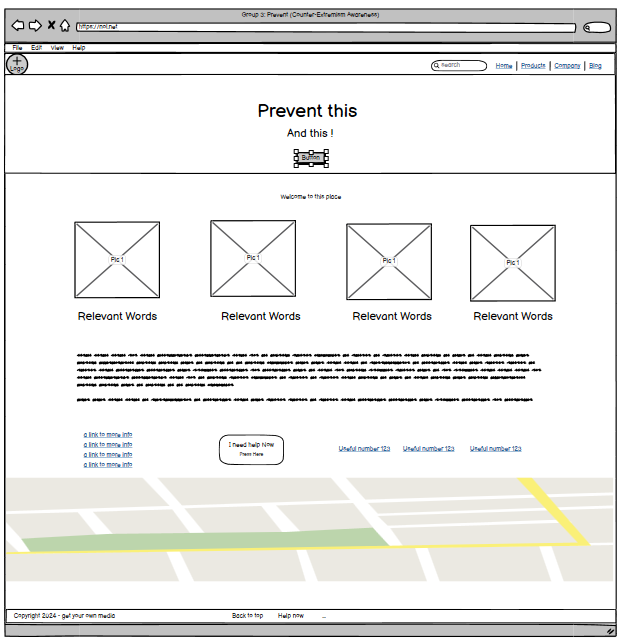 Group 3: Prevent (Counter-Extremism Awareness)
https://nol.net
File Edit View Help
Logo
search
Home | Products | Company | Blog
Prevent this
And this !
Button
Welcome to this place
Pic 1 Pic 1 Pic 1 Pic 1
Relevant Words Relevant Words Relevant Words Relevant Words
a link to more info
a link to more info
a link to more info
a link to more info
I need help Now
Press Here
Useful number 123 Useful number 123 Useful number 123
Copyright 2024 - get your own media Back to top Help now ...